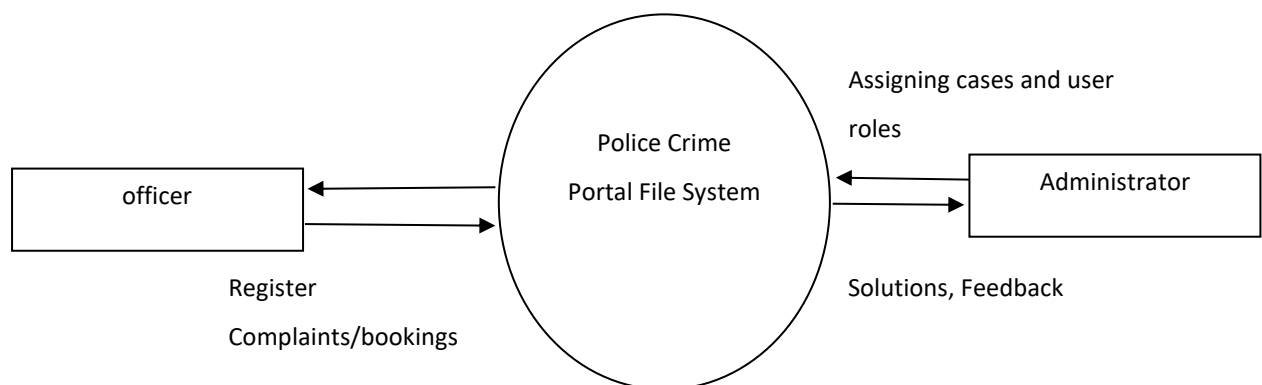 officer
Register
Complaints/bookings
Police Crime
Portal File System
Assigning cases and user
roles
Administrator
Solutions, Feedback